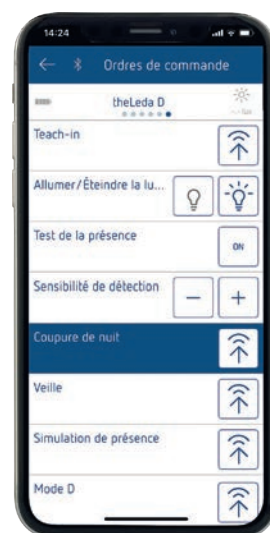 14:24
Ordres de commande
theLeda D
Teach-in
Allumer/Éteindre la lu...
Test de la présence
ON
Sensibilité de détection
Coupure de nuit
Veille
Simulation de présence
Mode D